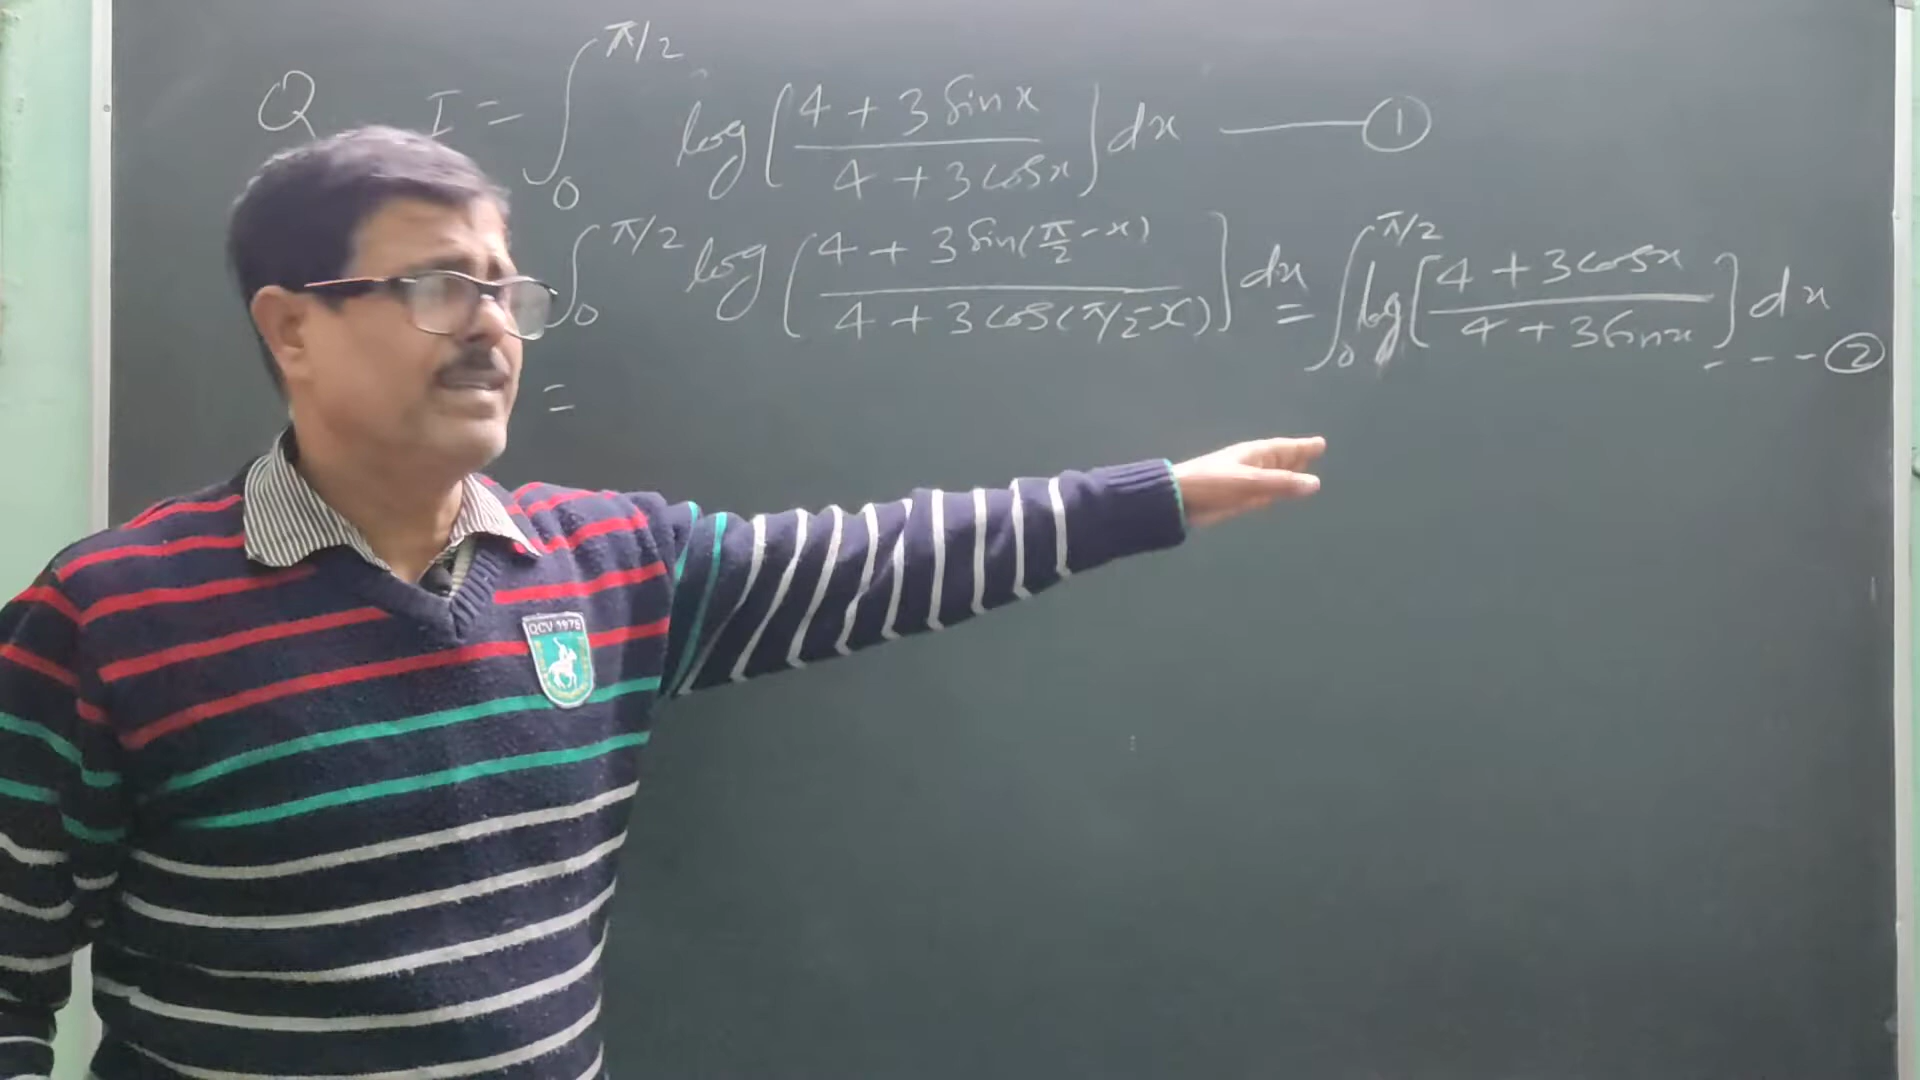 Q I = ∫₀^π/2 log[(4 + 3 sin x)/(4 + 3 cos x)] dx ——— ①
∫₀^π/2 log[(4 + 3 sin(π/2 - x))/(4 + 3 cos(π/2 - x))] dx = ∫₀^π/2 log[(4 + 3 cos x)/(4 + 3 sin x)] dx - - - ②
=
QCV 1975